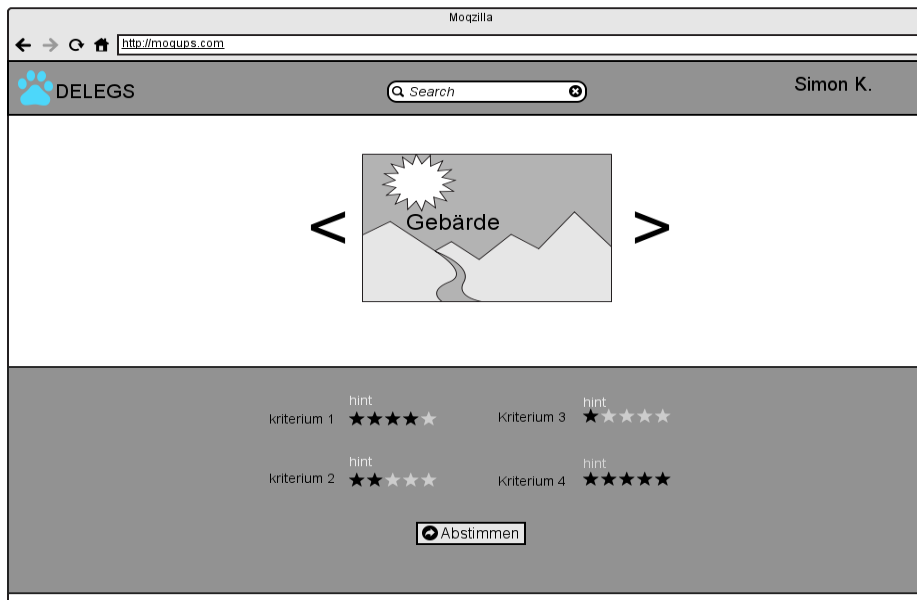 Moqzilla
http://moqups.com
DELEGS
Search
Simon K.
<
Gebärde
>
hint
kriterium 1
hint
Kriterium 3
hint
kriterium 2
hint
Kriterium 4
Abstimmen